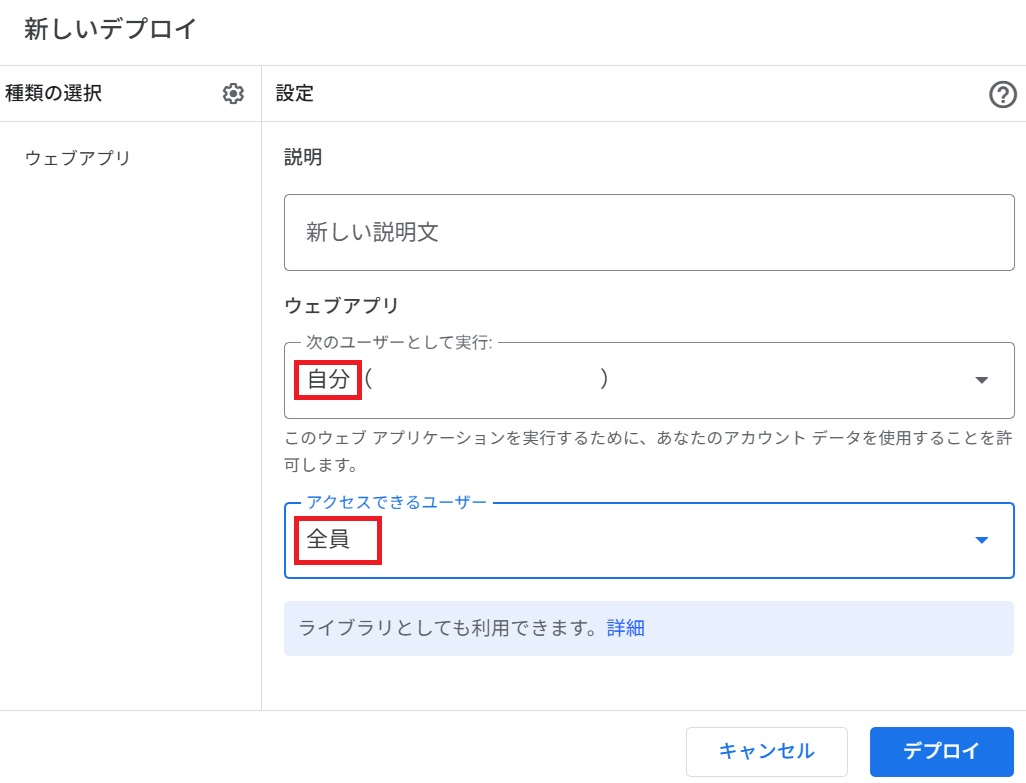 新しいデプロイ
種類の選択
設定
ウェブアプリ
説明
新しい説明文
ウェブアプリ
次のユーザーとして実行:
自分 ( )
このウェブ アプリケーションを実行するために、あなたのアカウント データを使用することを許
可します。
アクセスできるユーザー
全員
ライブラリとしても利用できます。詳細
キャンセル
デプロイ